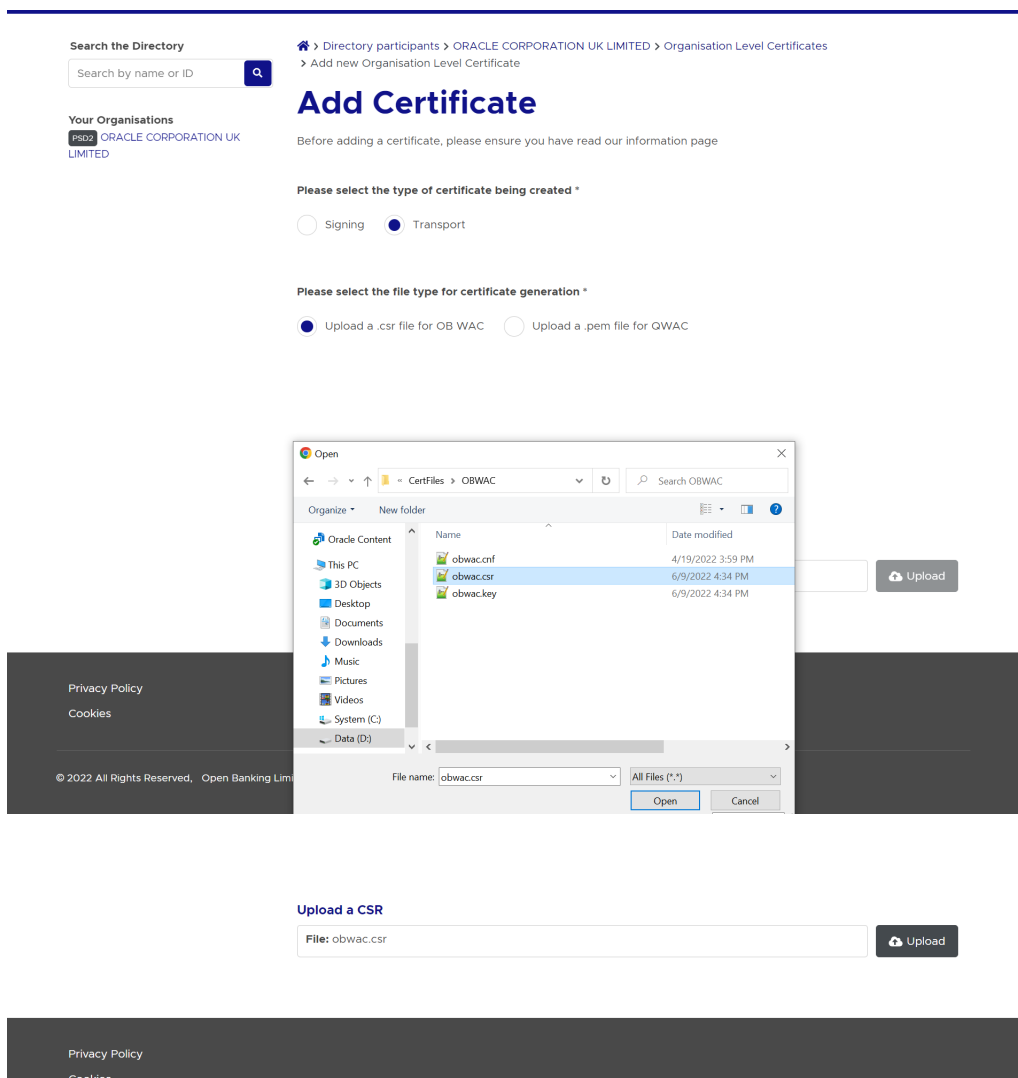 Search the Directory
Search by name or ID
Your Organisations
PSD2 ORACLE CORPORATION UK
LIMITED
> Directory participants > ORACLE CORPORATION UK LIMITED > Organisation Level Certificates
> Add new Organisation Level Certificate
Add Certificate
Before adding a certificate, please ensure you have read our information page
Please select the type of certificate being created *
Signing Transport
Please select the file type for certificate generation *
Upload a .csr file for OB WAC Upload a .pem file for QWAC
Open
« CertFiles > OBWAC Search OBWAC
Organize New folder
Oracle Content
This PC
3D Objects
Desktop
Documents
Downloads
Music
Pictures
Videos
System (C:)
Data (D:)
Name Date modified
obwac.cnf 4/19/2022 3:59 PM
obwac.csr 6/9/2022 4:34 PM
obwac.key 6/9/2022 4:34 PM
File name: obwac.csr All Files (*.*)
Open Cancel
Upload
Privacy Policy
Cookies
© 2022 All Rights Reserved, Open Banking Limi
Upload a CSR
File: obwac.csr
Upload
Privacy Policy
Cookies